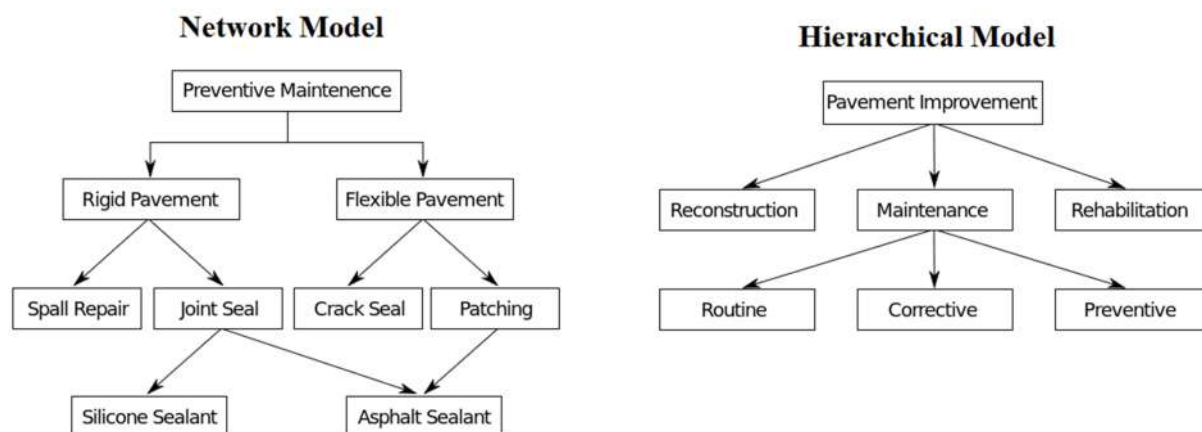 Network Model
Preventive Maintenence
Rigid Pavement
Flexible Pavement
Spall Repair
Joint Seal
Crack Seal
Patching
Silicone Sealant
Asphalt Sealant
Hierarchical Model
Pavement Improvement
Reconstruction
Maintenance
Rehabilitation
Routine
Corrective
Preventive